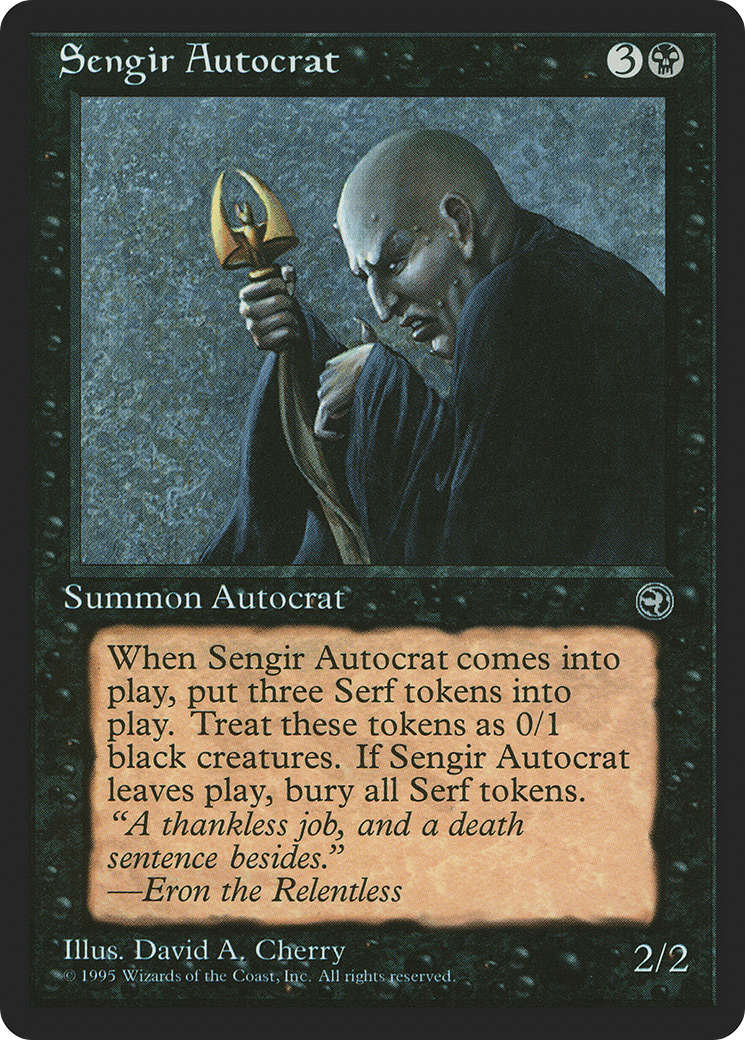 Sengir Autocrat 3
Summon Autocrat
When Sengir Autocrat comes into
play, put three Serf tokens into
play. Treat these tokens as 0/1
black creatures. If Sengir Autocrat
leaves play, bury all Serf tokens.
“A thankless job, and a death
sentence besides.”
—Eron the Relentless
Illus. David A. Cherry
© 1995 Wizards of the Coast, Inc. All rights reserved.
2/2